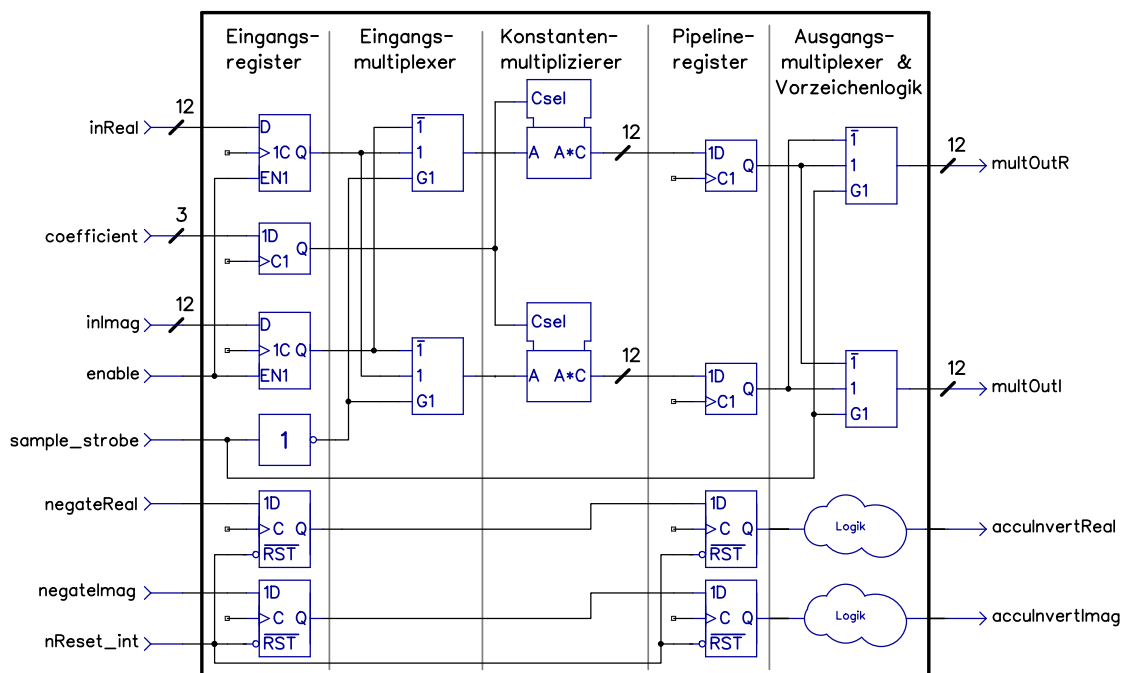 Eingangs-
register
Eingangs-
multiplexer
Konstanten-
multiplizierer
Pipeline-
register
Ausgangs-
multiplexer &
Vorzeichenlogik
inReal
12
D
1C Q
EN1
1
1
G1
Csel
A A*C
12
1D
C1
Q
1
1
G1
12
multOutR
coefficient
3
1D
C1
Q
inImag
12
D
1C Q
EN1
enable
1
1
G1
Csel
A A*C
12
1D
C1
Q
1
1
G1
12
multOutI
sample_strobe
1
negateReal
1D
C Q
RST
1D
C Q
RST
Logik
accuInvertReal
negateImag
1D
C Q
RST
1D
C Q
RST
Logik
accuInvertImag
nReset_int